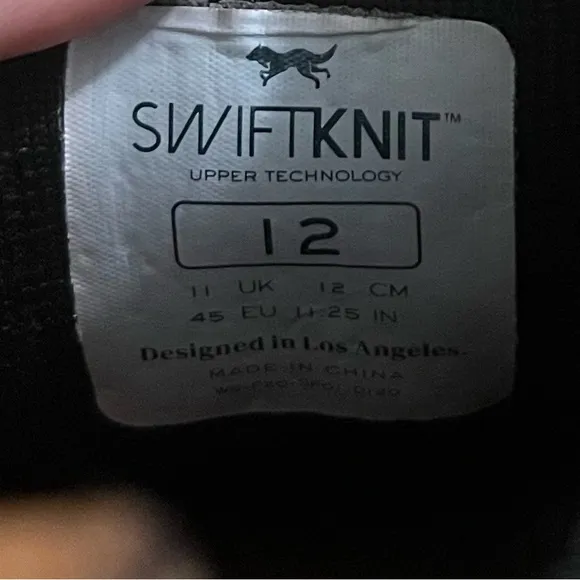 SWIFTKNIT™
UPPER TECHNOLOGY
12
11 UK 12 CM
45 EU 11.25 IN
Designed in Los Angeles.
MADE IN CHINA